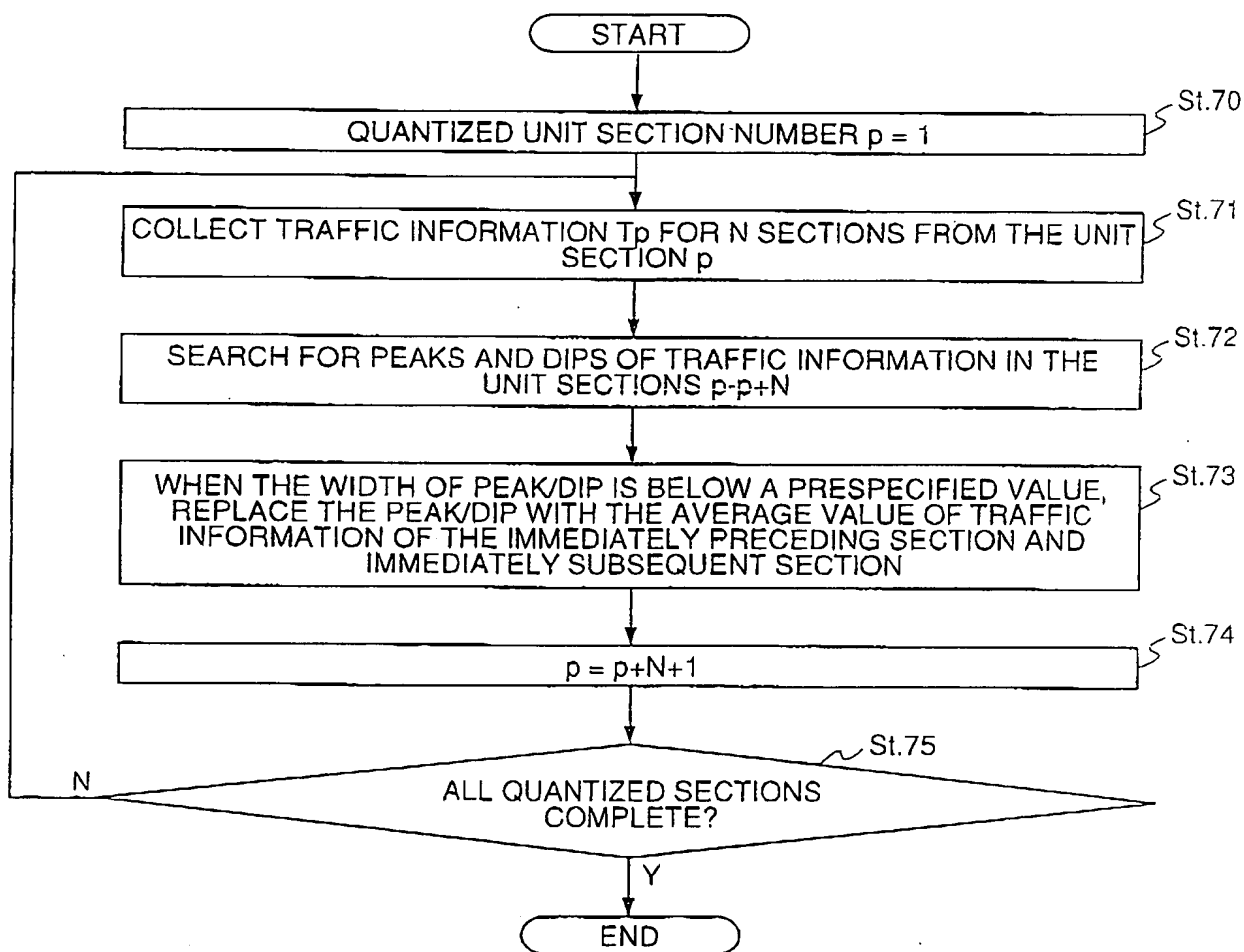 START
St.70
QUANTIZED UNIT SECTION NUMBER p = 1
St.71
COLLECT TRAFFIC INFORMATION Tp FOR N SECTIONS FROM THE UNIT
SECTION p
St.72
SEARCH FOR PEAKS AND DIPS OF TRAFFIC INFORMATION IN THE
UNIT SECTIONS p-p+N
St.73
WHEN THE WIDTH OF PEAK/DIP IS BELOW A PRESPECIFIED VALUE,
REPLACE THE PEAK/DIP WITH THE AVERAGE VALUE OF TRAFFIC
INFORMATION OF THE IMMEDIATELY PRECEDING SECTION AND
IMMEDIATELY SUBSEQUENT SECTION
St.74
p = p+N+1
St.75
N
ALL QUANTIZED SECTIONS
COMPLETE?
Y
END